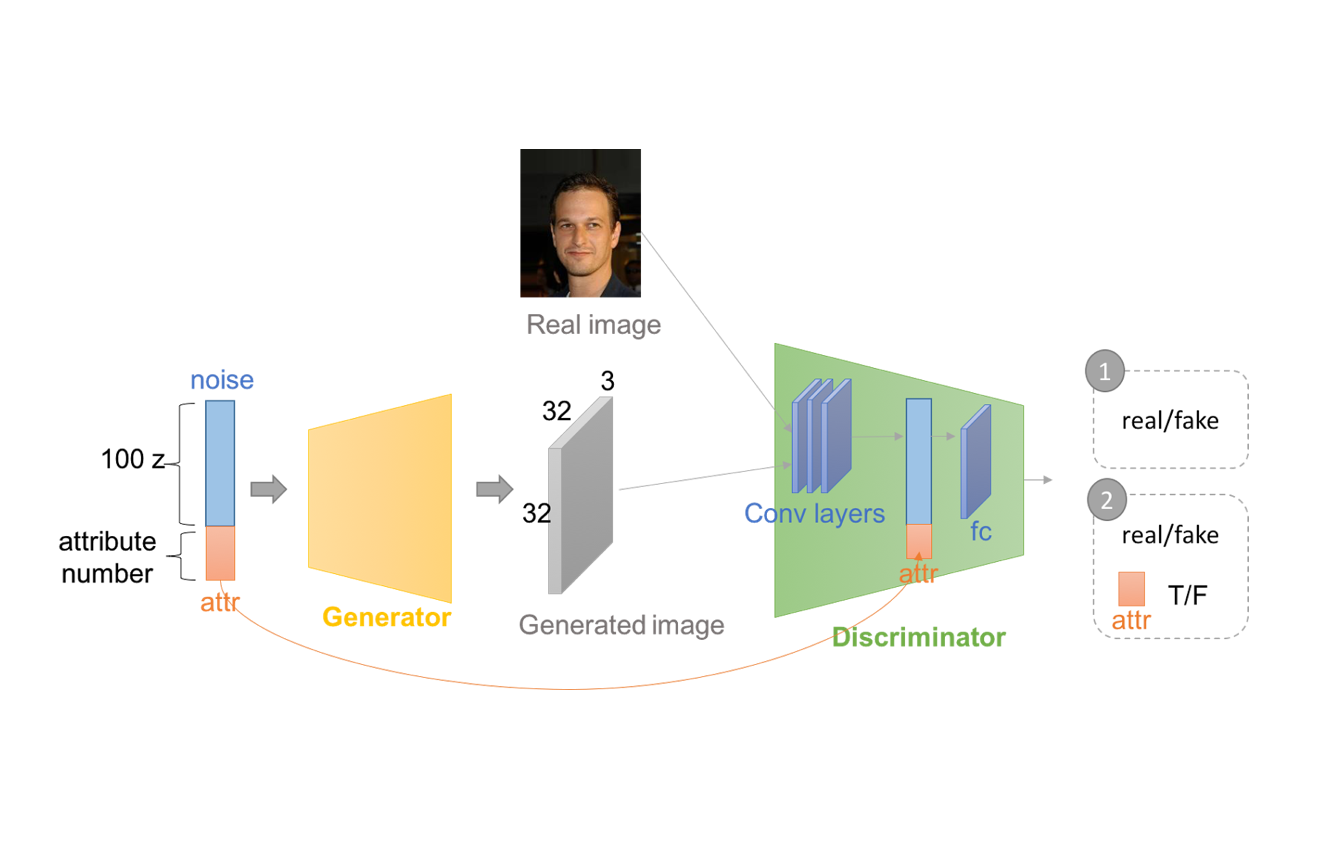 Real image
noise
100 z
attribute
number
attr
Generator
3
32
32
Generated image
Conv layers
attr
fc
Discriminator
1
real/fake
2
real/fake
T/F
attr